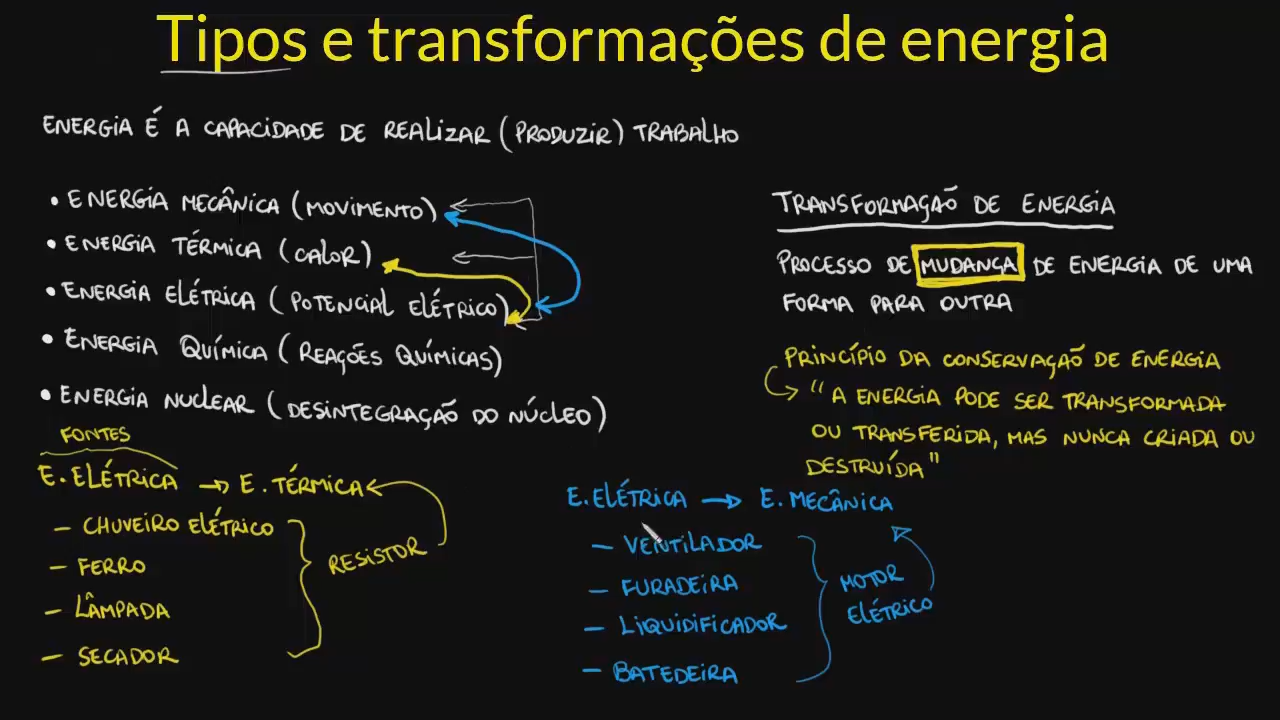 Tipos e transformações de energia
ENERGIA É A CAPACIDADE DE REALIZAR (PRODUZIR) TRABALHO
• ENERGIA MECÂNICA (MOVIMENTO)
• ENERGIA TÉRMICA (CALOR)
• ENERGIA ELÉTRICA (POTENCIAL ELÉTRICO)
• ENERGIA QUÍMICA (REAÇÕES QUÍMICAS)
• ENERGIA NUCLEAR (DESINTEGRAÇÃO DO NÚCLEO)
TRANSFORMAÇÃO DE ENERGIA
PROCESSO DE MUDANÇA DE ENERGIA DE UMA
FORMA PARA OUTRA
PRINCÍPIO DA CONSERVAÇÃO DE ENERGIA
"A ENERGIA PODE SER TRANSFORMADA
OU TRANSFERIDA, MAS NUNCA CRIADA OU
DESTRUÍDA"
FONTES
E. ELÉTRICA → E. TÉRMICA
- CHUVEIRO ELÉTRICO
- FERRO
- LÂMPADA
- SECADOR
RESISTOR
E. ELÉTRICA → E. MECÂNICA
- VENTILADOR
- FURADEIRA
- LIQUIDIFICADOR
- BATEDEIRA
MOTOR
ELÉTRICO